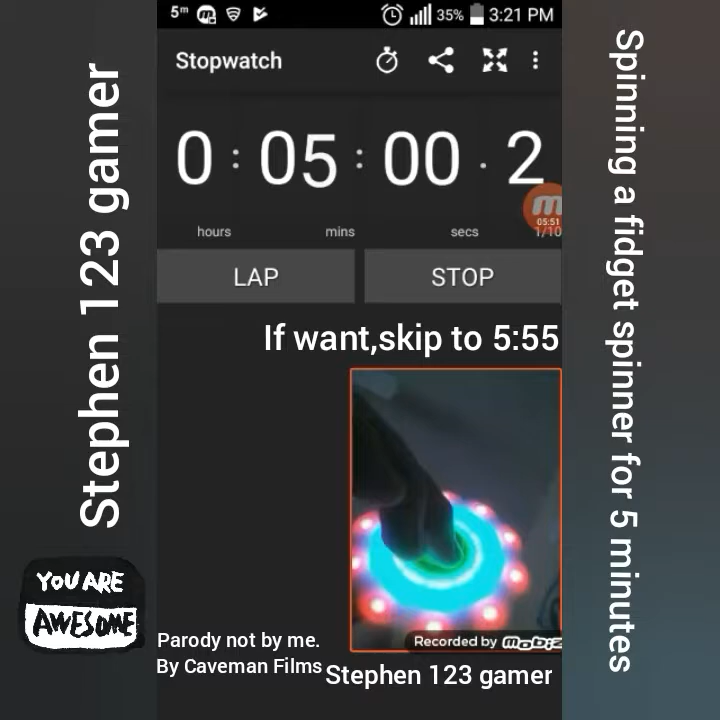 5m 35% 3:21 PM
Stopwatch
0 : 05 : 00 . 2
05:51
hours mins secs 1/10
LAP STOP
If want,skip to 5:55
Recorded by mobiz
Parody not by me.
By Caveman Films
Stephen 123 gamer
Stephen 123 gamer
YOU ARE
AWESOME
Spinning a fidget spinner for 5 minutes